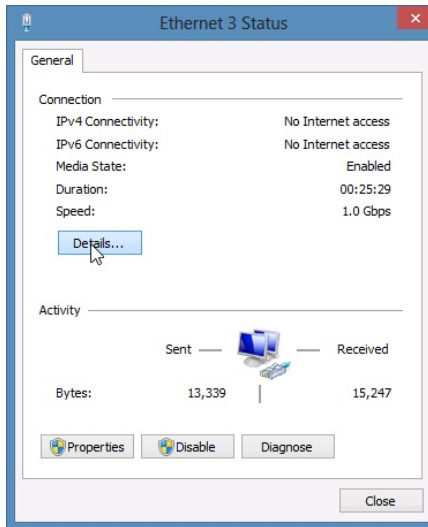 Ethernet 3 Status
General
Connection
IPv4 Connectivity: No Internet access
IPv6 Connectivity: No Internet access
Media State: Enabled
Duration: 00:25:29
Speed: 1.0 Gbps
Details...
Activity
Sent Received
Bytes: 13,339 15,247
Properties Disable Diagnose
Close